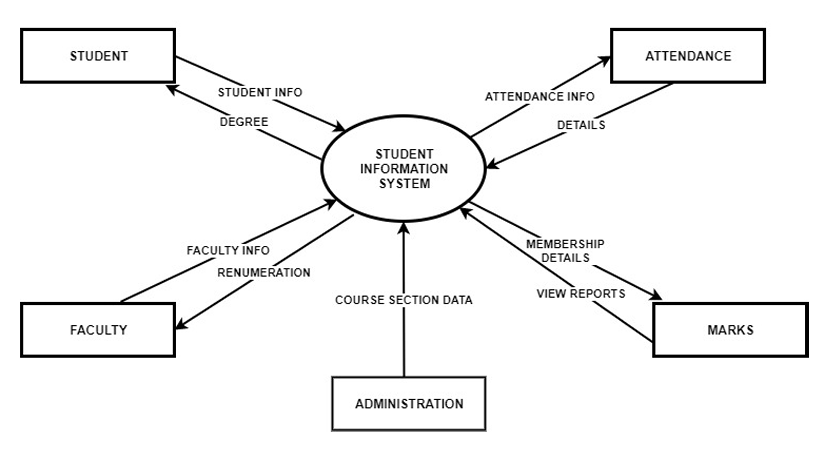 STUDENT
ATTENDANCE
STUDENT INFO
ATTENDANCE INFO
DEGREE
DETAILS
STUDENT
INFORMATION
SYSTEM
FACULTY INFO
RENUMERATION
MEMBERSHIP
DETAILS
VIEW REPORTS
COURSE SECTION DATA
FACULTY
MARKS
ADMINISTRATION